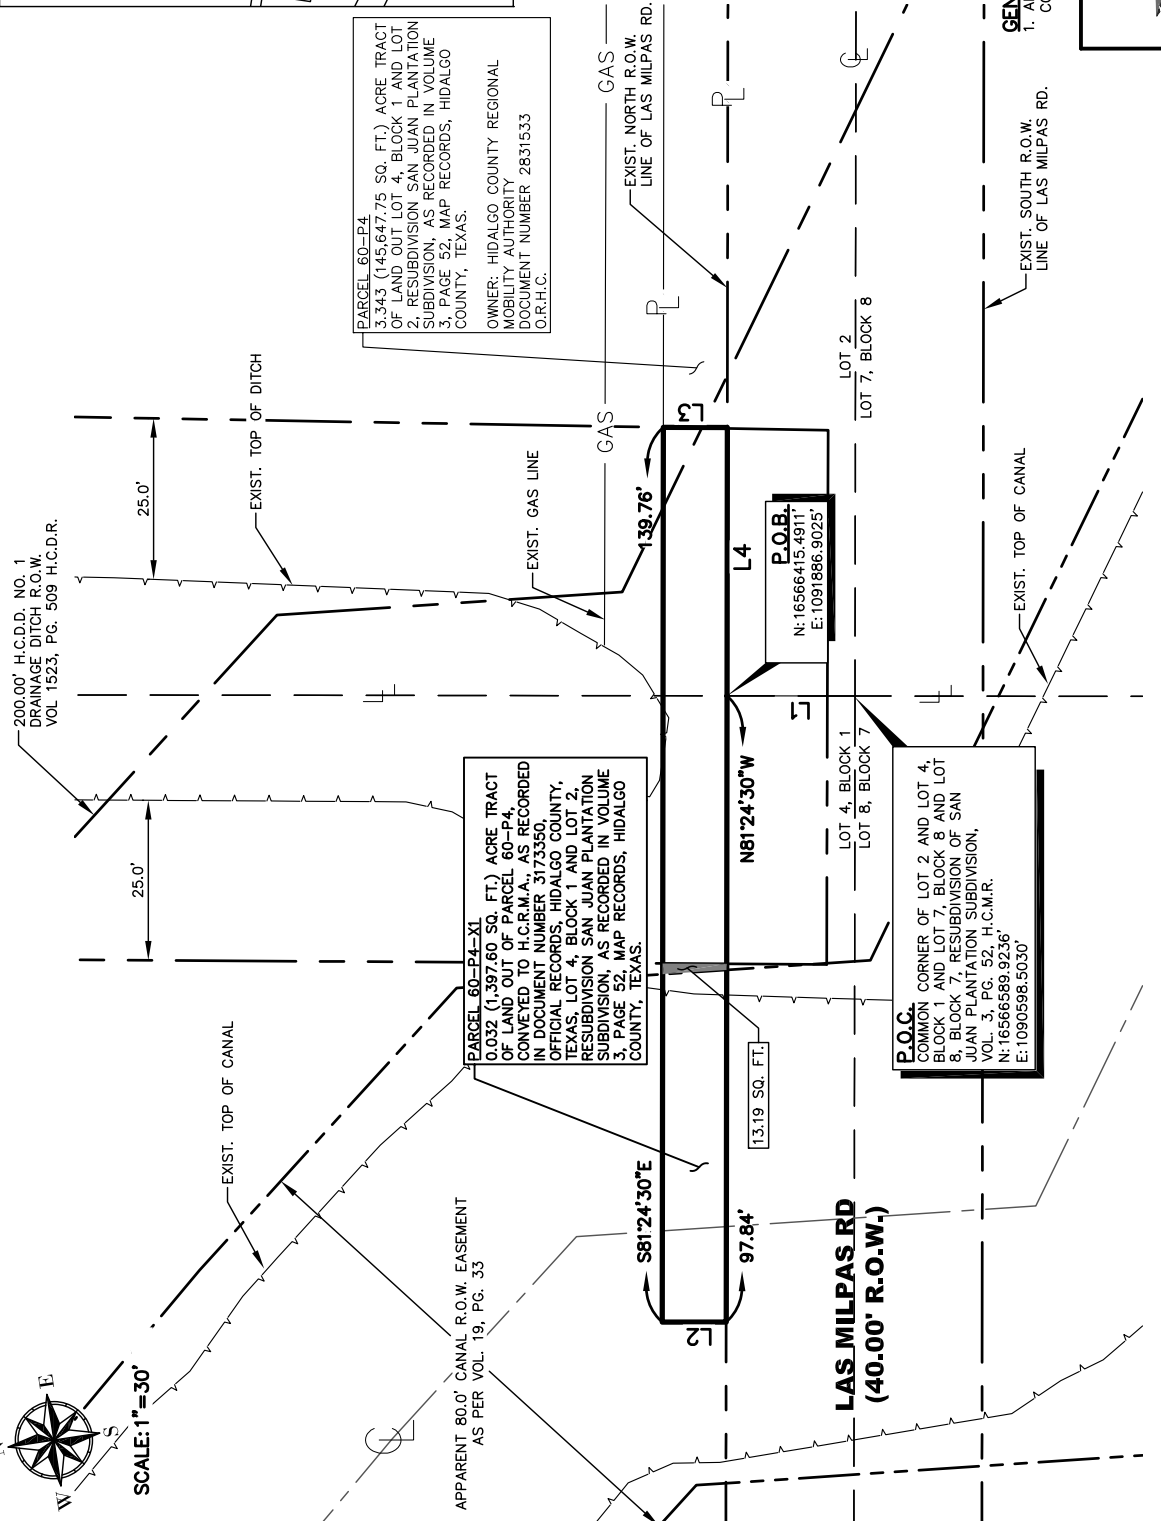 200.00' H.C.D.D. NO. 1
DRAINAGE DITCH R.O.W.
VOL 1523, PG. 509 H.C.D.R.
25.0'
25.0'
EXIST. TOP OF DITCH
EXIST. TOP OF CANAL
EXIST. GAS LINE
GAS
GAS
PARCEL 60-P4
3.343 (145,647.75 SQ. FT.) ACRE TRACT
OF LAND OUT LOT 4, BLOCK 1 AND LOT
2, RESUBDIVISION SAN JUAN PLANTATION
SUBDIVISION, AS RECORDED IN VOLUME
3, PAGE 52, MAP RECORDS, HIDALGO
COUNTY, TEXAS.
OWNER: HIDALGO COUNTY REGIONAL
MOBILITY AUTHORITY
DOCUMENT NUMBER 2831533
O.R.H.C.
W
E
S
SCALE: 1"=30'
APPARENT 80.0' CANAL R.O.W. EASEMENT
AS PER VOL. 19, PG. 33
PARCEL 60-P4-X1
0.032 (1,397.60 SQ. FT.) ACRE TRACT
OF LAND OUT OF PARCEL 60-P4,
CONVEYED TO H.C.R.M.A., AS RECORDED
IN DOCUMENT NUMBER 3173350,
OFFICIAL RECORDS, HIDALGO COUNTY,
TEXAS, LOT 4, BLOCK 1 AND LOT 2,
RESUBDIVISION SAN JUAN PLANTATION
SUBDIVISION, AS RECORDED IN VOLUME
3, PAGE 52, MAP RECORDS, HIDALGO
COUNTY, TEXAS.
EXIST. NORTH R.O.W.
LINE OF LAS MILPAS RD.
PL
PL
CL
CL
S81°24'30"E
139.76'
L2
L3
97.84'
N81°24'30"W
L4
13.19 SQ. FT.
P.O.B.
N: 16566415.4911'
E: 1091886.9025'
L1
LAS MILPAS RD
(40.00' R.O.W.)
LOT 4, BLOCK 1
LOT 8, BLOCK 7
LOT 2
LOT 7, BLOCK 8
P.O.C.
COMMON CORNER OF LOT 2 AND LOT 4,
BLOCK 1 AND LOT 7, BLOCK 8 AND LOT
8, BLOCK 7, RESUBDIVISION OF SAN
JUAN PLANTATION SUBDIVISION,
VOL. 3, PG. 52, H.C.M.R.
N:16566589.9236'
E:1090598.5030'
EXIST. TOP OF CANAL
EXIST. SOUTH R.O.W.
LINE OF LAS MILPAS RD.
GEN
1.